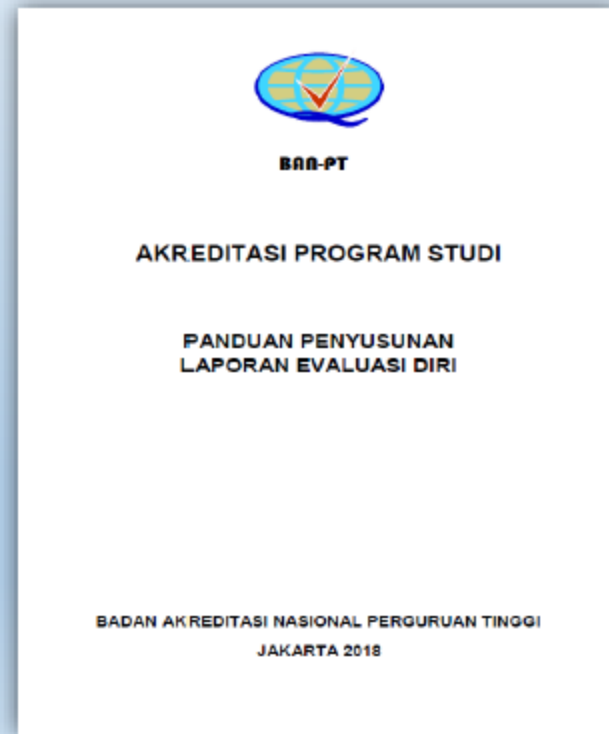 BAN-PT
AKREDITASI PROGRAM STUDI
PANDUAN PENYUSUNAN
LAPORAN EVALUASI DIRI
BADAN AKREDITASI NASIONAL PERGURUAN TINGGI
JAKARTA 2018